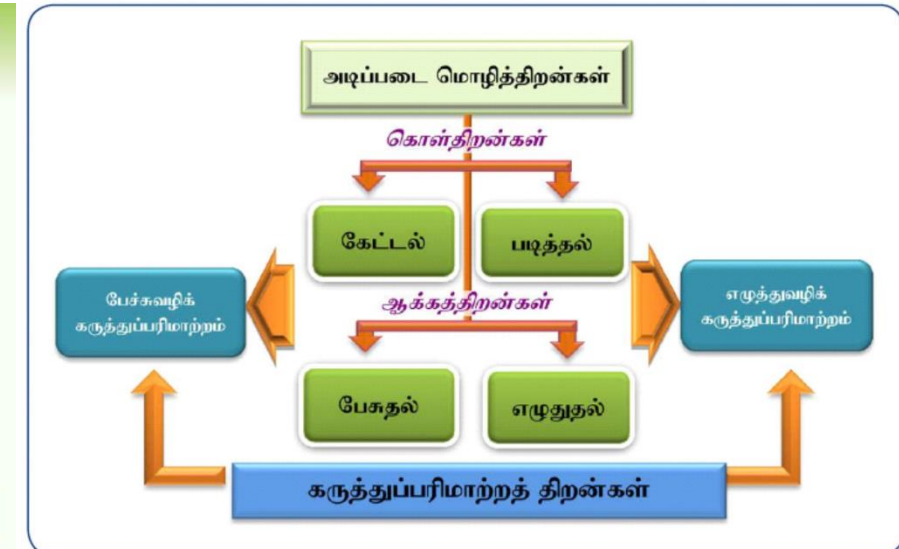 அடிப்படை மொழித்திறன்கள்
கொள்திறன்கள்
கேட்டல்
படித்தல்
பேச்சுவழிக்
கருத்துப்பரிமாற்றம்
எழுத்துவழிக்
கருத்துப்பரிமாற்றம்
ஆக்கத்திறன்கள்
பேசுதல்
எழுதுதல்
கருத்துப்பரிமாற்றத் திறன்கள்